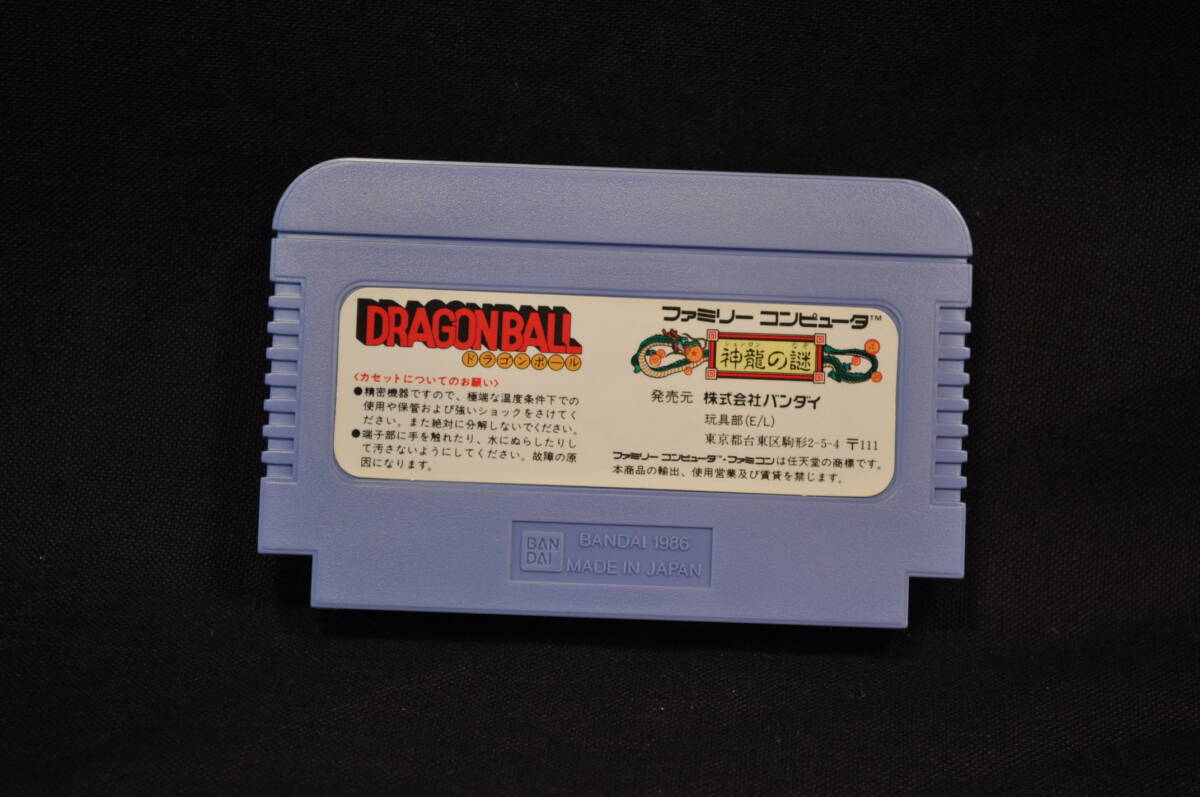 DRAGONBALL
ドラゴンボール
〈カセットについてのお願い〉
●精密機器ですので、極端な温度条件下での
使用や保管および強いショックをさけてく
ださい。また絶対に分解しないでください。
●端子部に手を触れたり、水にぬらしたりし
て汚さないようにしてください。故障の原
因になります。
ファミリー コンピュータ™
シェンロン なぞ
神龍の謎
発売元 株式会社バンダイ
玩具部(E/L)
東京都台東区駒形2-5-4 〒111
ファミリー コンピュータ™・ファミコンは任天堂の商標です。
本商品の輸出、使用営業及び賃貸を禁じます。
BAN
DAI
BANDAI 1986
MADE IN JAPAN